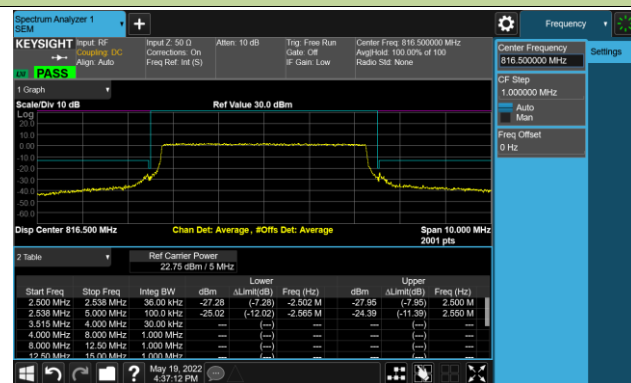 Spectrum Analyzer 1
SEM
Frequency
KEYSIGHT Input: RF
Coupling: DC
Align: Auto
Input Z: 50 Ω
Corrections: On
Freq Ref: Int (S)
Atten: 10 dB
Trig: Free Run
Gate: Off
IF Gain: Low
Center Freq: 816.500000 MHz
Avg|Hold: 100.00% of 100
Radio Std: None
LXI PASS
Center Frequency
816.500000 MHz
Settings
CF Step
1.000000 MHz
Auto
Man
Freq Offset
0 Hz
1 Graph
Scale/Div 10 dB
Ref Value 30.0 dBm
Log
20.0
10.0
0.00
-10.0
-20.0
-30.0
-40.0
-50.0
-60.0
Disp Center 816.500 MHz
Chan Det: Average, #Offs Det: Average
Span 10.000 MHz
2001 pts
2 Table
Ref Carrier Power
22.75 dBm / 5 MHz
Lower Upper
Start Freq Stop Freq Integ BW dBm ΔLimit(dB) Freq (Hz) dBm ΔLimit(dB) Freq (Hz)
2.500 MHz 2.538 MHz 36.00 kHz -27.28 (-7.28) -2.502 M -27.95 (-7.95) 2.500 M
2.538 MHz 5.000 MHz 100.0 kHz -25.02 (-12.02) -2.565 M -24.39 (-11.39) 2.550 M
3.515 MHz 4.000 MHz 30.00 kHz --- (---) --- --- (---) ---
4.000 MHz 8.000 MHz 1.000 MHz --- (---) --- --- (---) ---
8.000 MHz 12.50 MHz 1.000 MHz --- (---) --- --- (---) ---
12.50 MHz 15.00 MHz 1.000 MHz --- (---) --- --- (---) ---
May 19, 2022
4:37:12 PM